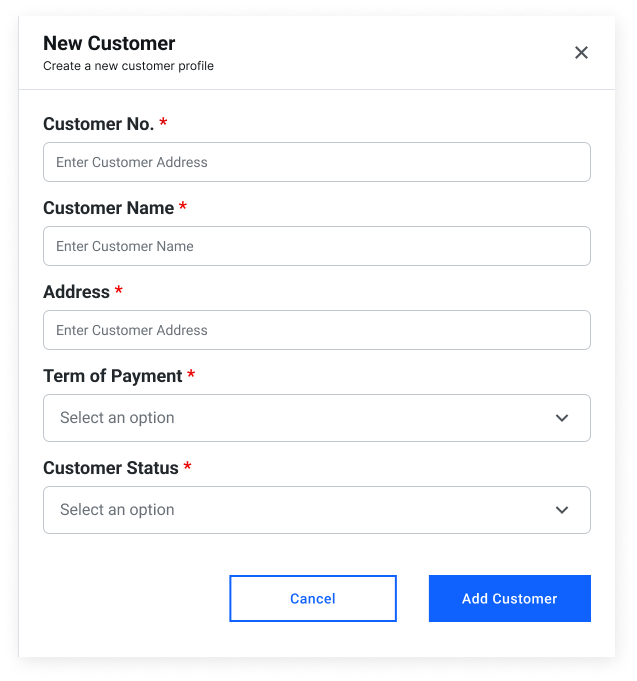 New Customer
Create a new customer profile
Customer No. *
Enter Customer Address
Customer Name *
Enter Customer Name
Address *
Enter Customer Address
Term of Payment *
Select an option
Customer Status *
Select an option
Cancel
Add Customer